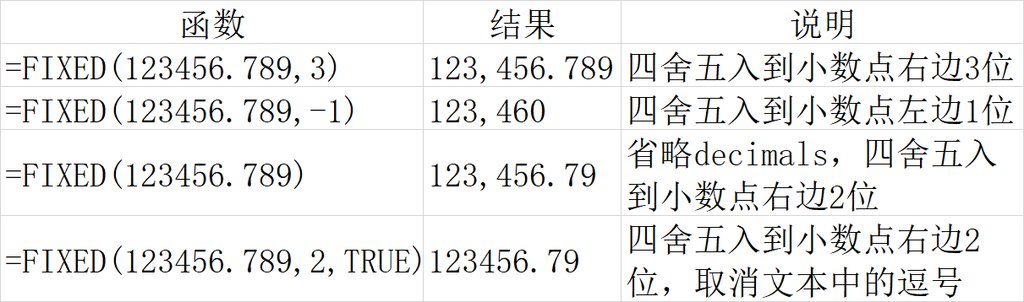 函数 结果 说明
=FIXED(123456.789,3) 123,456.789 四舍五入到小数点右边3位
=FIXED(123456.789,-1) 123,460 四舍五入到小数点左边1位
=FIXED(123456.789) 123,456.79 省略decimals，四舍五入
到小数点右边2位
=FIXED(123456.789,2,TRUE) 123456.79 四舍五入到小数点右边2
位，取消文本中的逗号